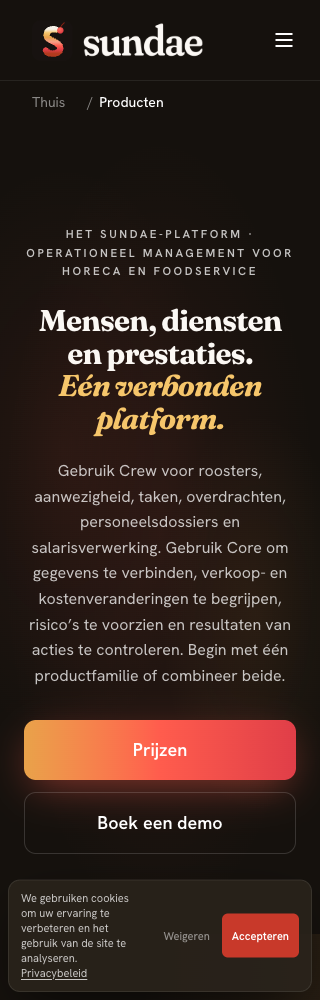 sundae
Thuis / Producten
HET SUNDAE-PLATFORM ·
OPERATIONEEL MANAGEMENT VOOR
HORECA EN FOODSERVICE
Mensen, diensten
en prestaties.
Eén verbonden
platform.
Gebruik Crew voor roosters,
aanwezigheid, taken, overdrachten,
personeelsdossiers en
salarisverwerking. Gebruik Core om
gegevens te verbinden, verkoop- en
kostenveranderingen te begrijpen,
risico’s te voorzien en resultaten van
acties te controleren. Begin met één
productfamilie of combineer beide.
Prijzen
Boek een demo
We gebruiken cookies
om uw ervaring te
verbeteren en het
gebruik van de site te
analyseren.
Privacybeleid
Weigeren
Accepteren